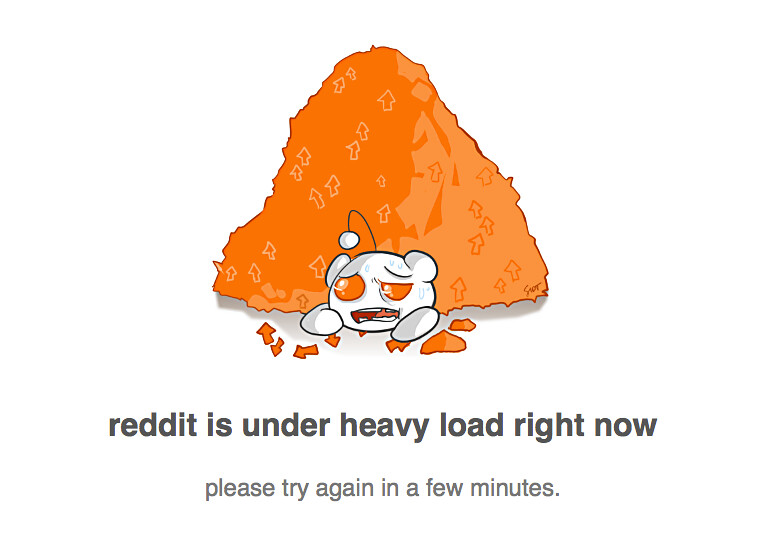 reddit is under heavy load right now
please try again in a few minutes.